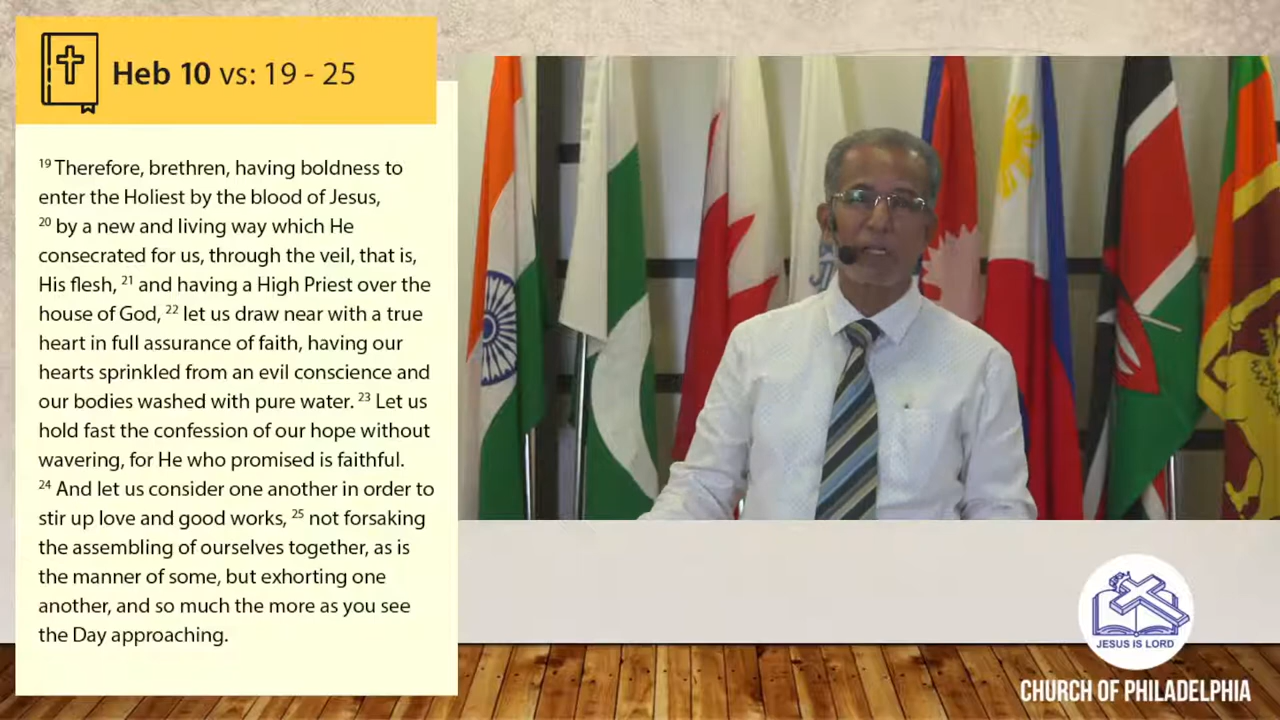 Heb 10 vs: 19 - 25
19 Therefore, brethren, having boldness to
enter the Holiest by the blood of Jesus,
20 by a new and living way which He
consecrated for us, through the veil, that is,
His flesh, 21 and having a High Priest over the
house of God, 22 let us draw near with a true
heart in full assurance of faith, having our
hearts sprinkled from an evil conscience and
our bodies washed with pure water. 23 Let us
hold fast the confession of our hope without
wavering, for He who promised is faithful.
24 And let us consider one another in order to
stir up love and good works, 25 not forsaking
the assembling of ourselves together, as is
the manner of some, but exhorting one
another, and so much the more as you see
the Day approaching.
JESUS IS LORD
CHURCH OF PHILADELPHIA